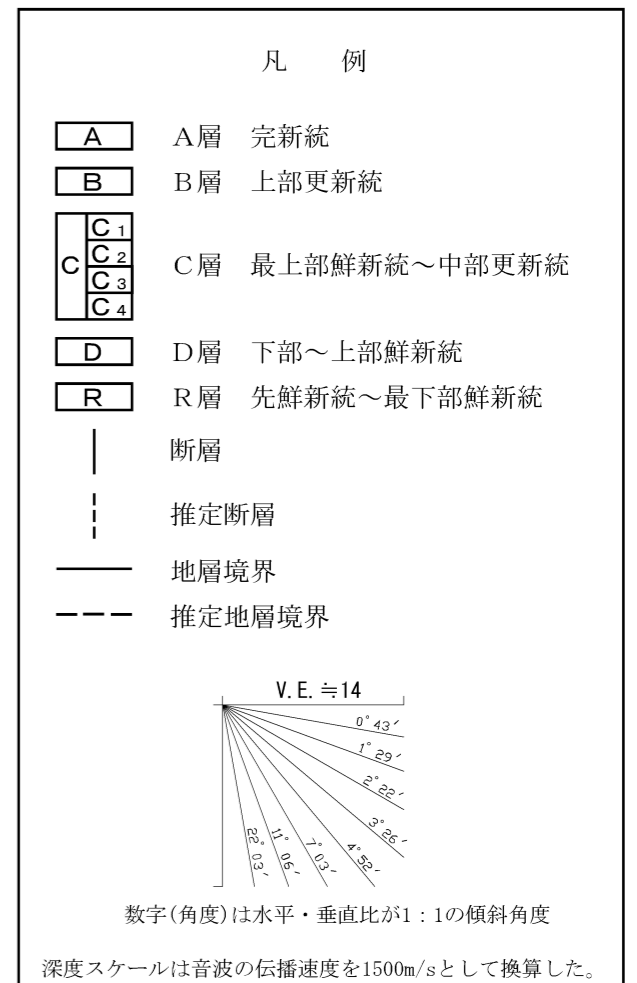 凡　例
A　A層　完新統
B　B層　上部更新統
C　C1　C2　C3　C4　C層　最上部鮮新統～中部更新統
D　D層　下部～上部鮮新統
R　R層　先鮮新統～最下部鮮新統
断層
推定断層
地層境界
推定地層境界
V.E.≒14
0°43′
1°29′
2°22′
3°26′
4°52′
7°03′
11°06′
22°03′
数字(角度)は水平・垂直比が1：1の傾斜角度
深度スケールは音波の伝播速度を1500m/sとして換算した。